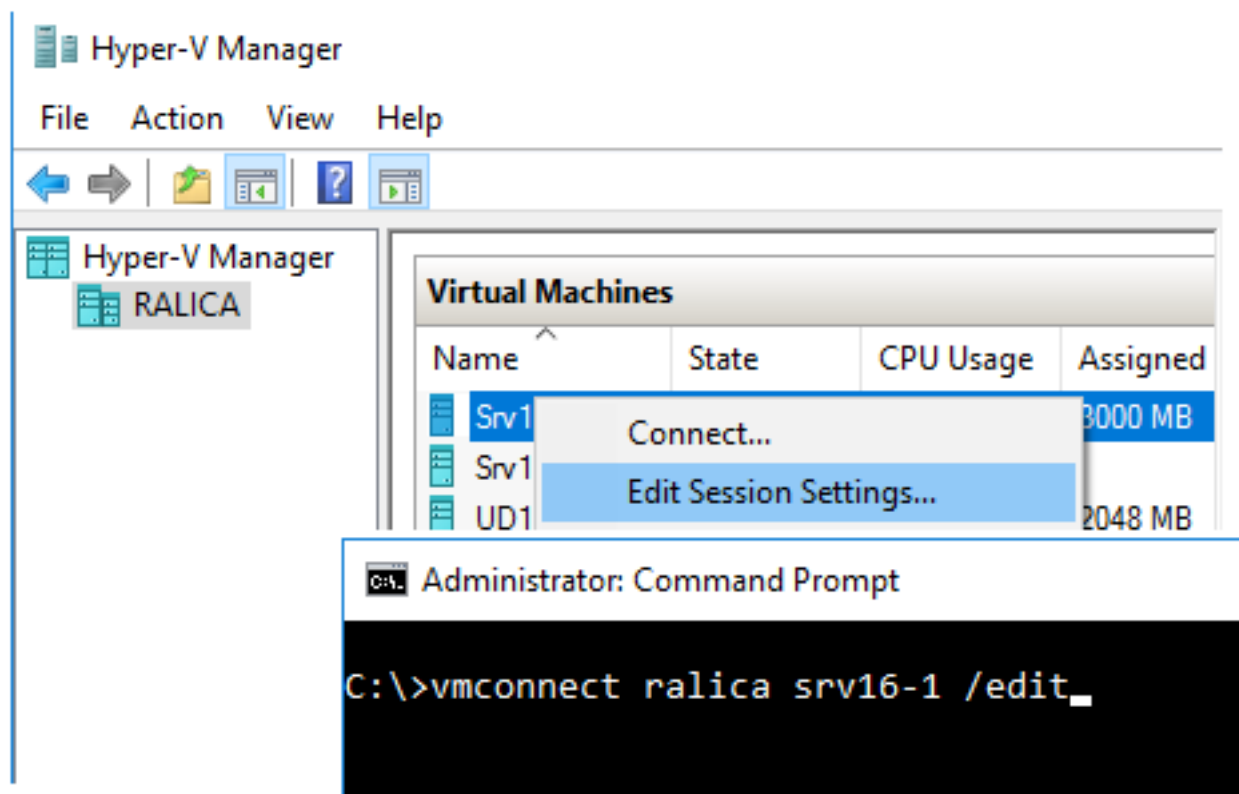 Hyper-V Manager
File Action View Help
Hyper-V Manager
RALICA
Virtual Machines
Name State CPU Usage Assigned
Srv1 3000 MB
Connect...
Srv1
Edit Session Settings...
UD1 2048 MB
Administrator: Command Prompt
C:\>vmconnect ralica srv16-1 /edit